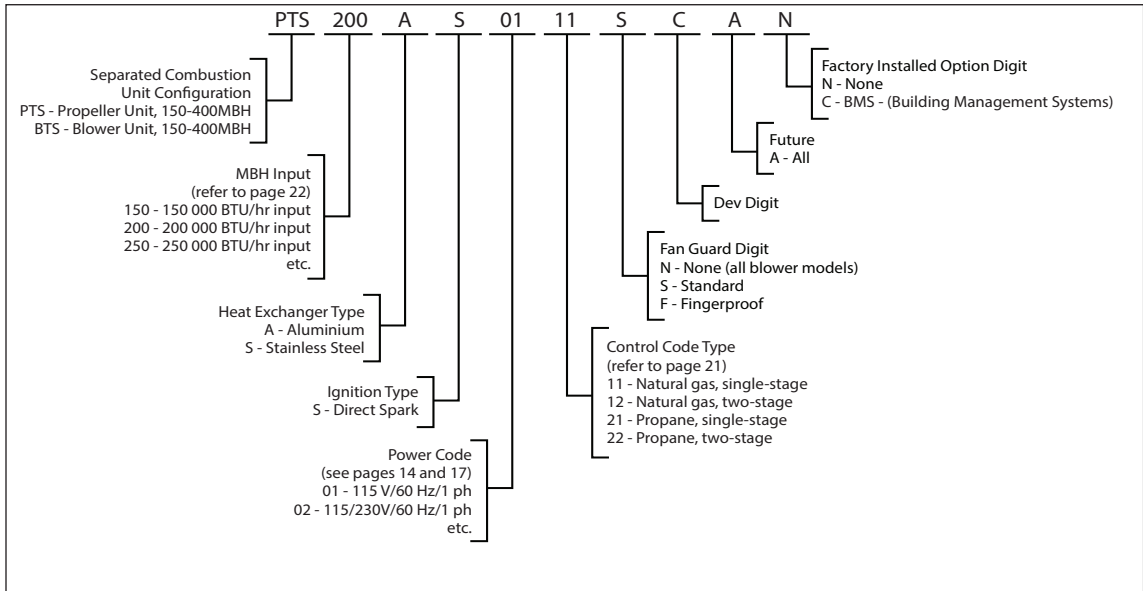 PTS 200 A S 01 11 S C A N
Separated Combustion
Unit Configuration
PTS - Propeller Unit, 150-400MBH
BTS - Blower Unit, 150-400MBH
MBH Input
(refer to page 22)
150 - 150 000 BTU/hr input
200 - 200 000 BTU/hr input
250 - 250 000 BTU/hr input
etc.
Heat Exchanger Type
A - Aluminium
S - Stainless Steel
Ignition Type
S - Direct Spark
Power Code
(see pages 14 and 17)
01 - 115 V/60 Hz/1 ph
02 - 115/230V/60 Hz/1 ph
etc.
Factory Installed Option Digit
N - None
C - BMS - (Building Management Systems)
Future
A - All
Dev Digit
Fan Guard Digit
N - None (all blower models)
S - Standard
F - Fingerproof
Control Code Type
(refer to page 21)
11 - Natural gas, single-stage
12 - Natural gas, two-stage
21 - Propane, single-stage
22 - Propane, two-stage